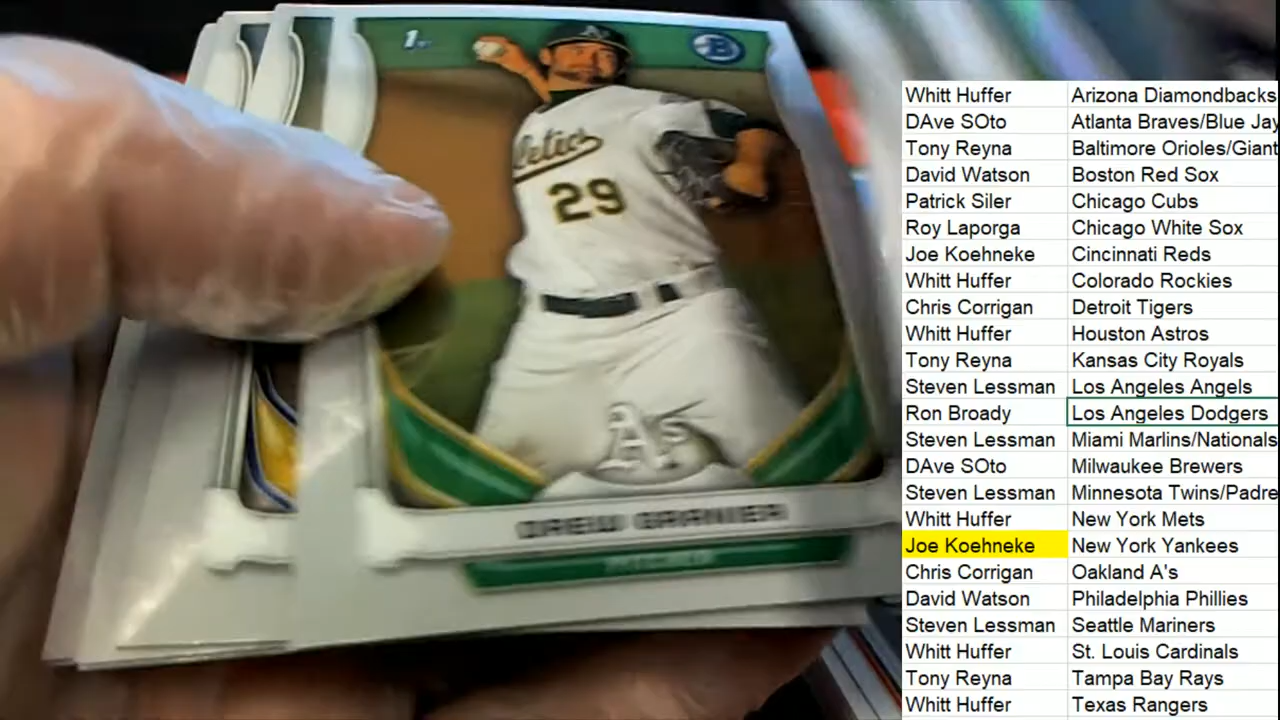 1st
B
A's
letics
29
A's
DREW GRANIER
PITCHER
Whitt Huffer Arizona Diamondbacks
DAve SOto Atlanta Braves/Blue Jay
Tony Reyna Baltimore Orioles/Giant
David Watson Boston Red Sox
Patrick Siler Chicago Cubs
Roy Laporga Chicago White Sox
Joe Koehneke Cincinnati Reds
Whitt Huffer Colorado Rockies
Chris Corrigan Detroit Tigers
Whitt Huffer Houston Astros
Tony Reyna Kansas City Royals
Steven Lessman Los Angeles Angels
Ron Broady Los Angeles Dodgers
Steven Lessman Miami Marlins/Nationals
DAve SOto Milwaukee Brewers
Steven Lessman Minnesota Twins/Padre
Whitt Huffer New York Mets
Joe Koehneke New York Yankees
Chris Corrigan Oakland A's
David Watson Philadelphia Phillies
Steven Lessman Seattle Mariners
Whitt Huffer St. Louis Cardinals
Tony Reyna Tampa Bay Rays
Whitt Huffer Texas Rangers